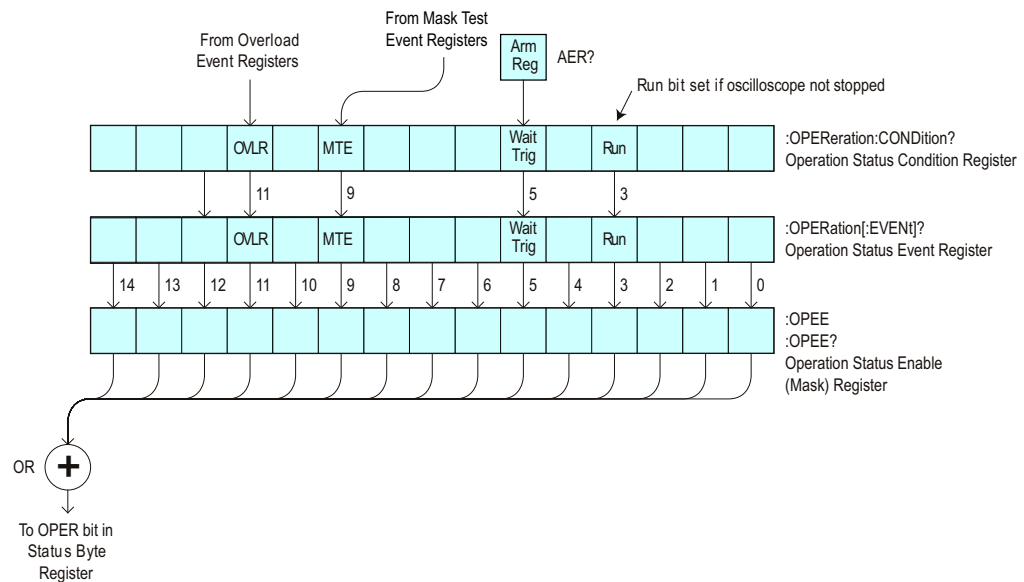 From Mask Test
Event Registers
From Overload
Event Registers
Arm
Reg
AER?
Run bit set if oscilloscope not stopped
OVLR
MTE
Wait
Trig
Run
:OPEReration:CONDition?
Operation Status Condition Register
11
9
5
3
OVLR
MTE
Wait
Trig
Run
:OPERation[:EVENt]?
Operation Status Event Register
14 13 12 11 10 9 8 7 6 5 4 3 2 1 0
:OPEE
:OPEE?
Operation Status Enable
(Mask) Register
OR
+
To OPER bit in
Status Byte
Register